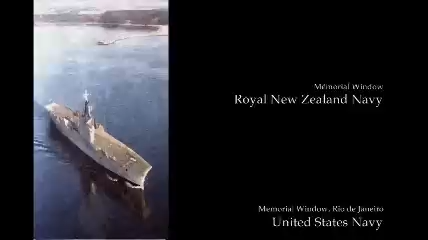 Memorial Window
Royal New Zealand Navy
Memorial Window, Rio de Janeiro
United States Navy